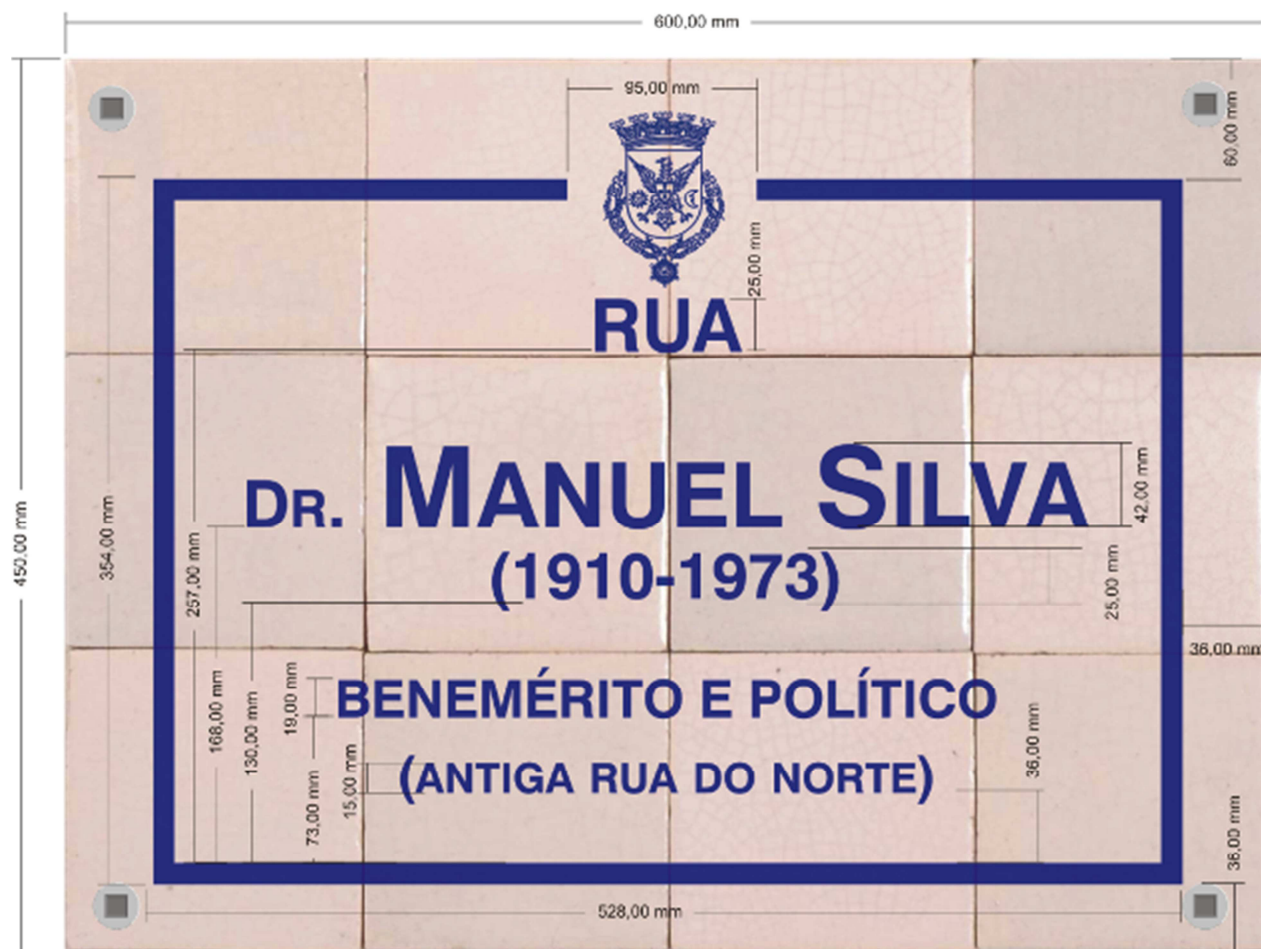 600,00 mm
95,00 mm
60,00 mm
25,00 mm
RUA
DR. MANUEL SILVA
42,00 mm
450,00 mm
354,00 mm
257,00 mm
(1910-1973)
25,00 mm
36,00 mm
168,00 mm
130,00 mm
19,00 mm
BENEMÉRITO E POLÍTICO
36,00 mm
15,00 mm
(ANTIGA RUA DO NORTE)
73,00 mm
36,00 mm
528,00 mm